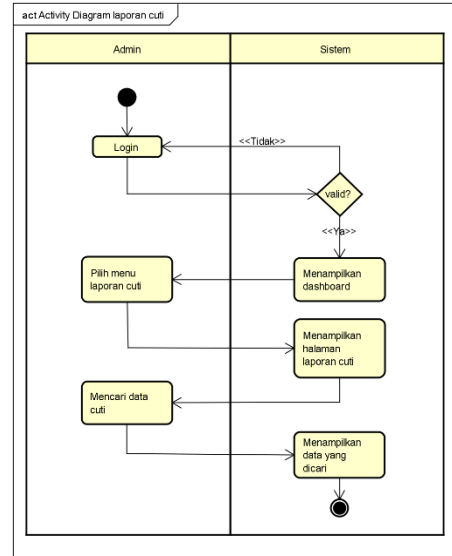 act Activity Diagram laporan cuti
Admin
Sistem
Login
<<Tidak>>
valid?
<<Ya>>
Menampilkan
dashboard
Pilih menu
laporan cuti
Menampilkan
halaman
laporan cuti
Mencari data
cuti
Menampilkan
data yang
dicari